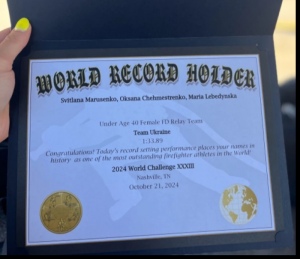 WORLD RECORD HOLDER
Svitlana Marusenko, Oksana Chehmestrenko, Maria Lebedynska
Under Age 40 Female FD Relay Team
Team Ukraine
1:33.89
Congratulations! Today's record setting performance places your names in
history as one of the most outstanding firefighter athletes in the World!
2024 World Challenge XXXIII
Nashville, TN
October 21, 2024